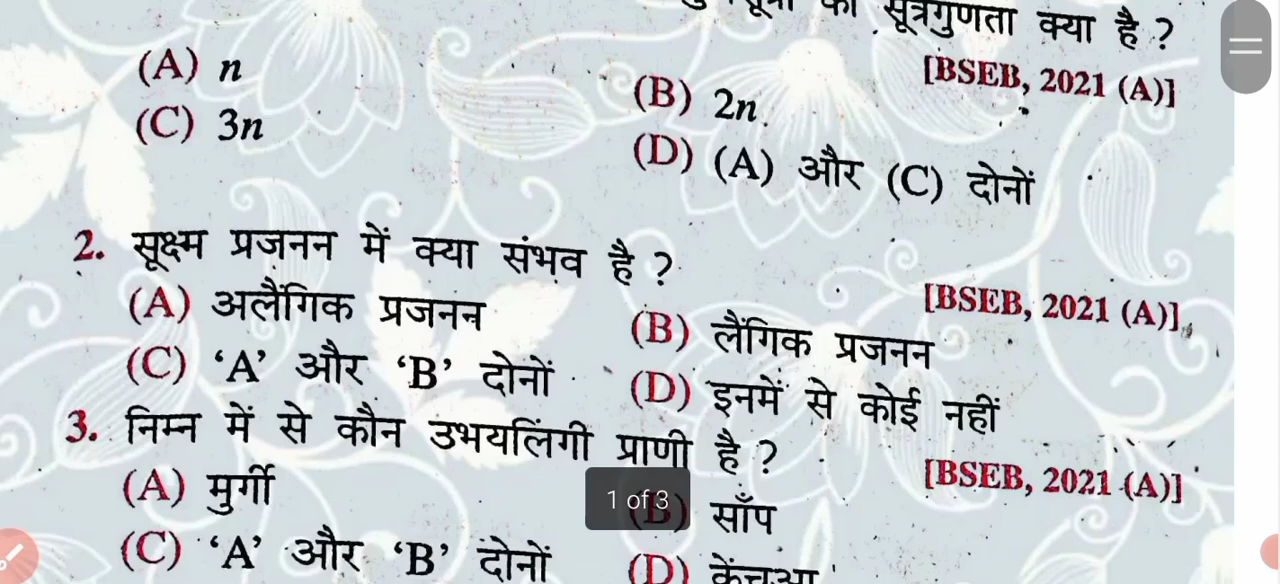 सूत्रगुणता क्या है ?
[BSEB, 2021 (A)]
(A) n
(B) 2n
(C) 3n
(D) (A) और (C) दोनों
2. सूक्ष्म प्रजनन में क्या संभव है ?
[BSEB, 2021 (A)]
(A) अलैंगिक प्रजनन
(B) लैंगिक प्रजनन
(C) ‘A’ और ‘B’ दोनों
(D) इनमें से कोई नहीं
3. निम्न में से कौन उभयलिंगी प्राणी है ?
[BSEB, 2021 (A)]
(A) मुर्गी
1 of 3
(B) साँप
(C) ‘A’ और ‘B’ दोनों
(D) केंचुआ